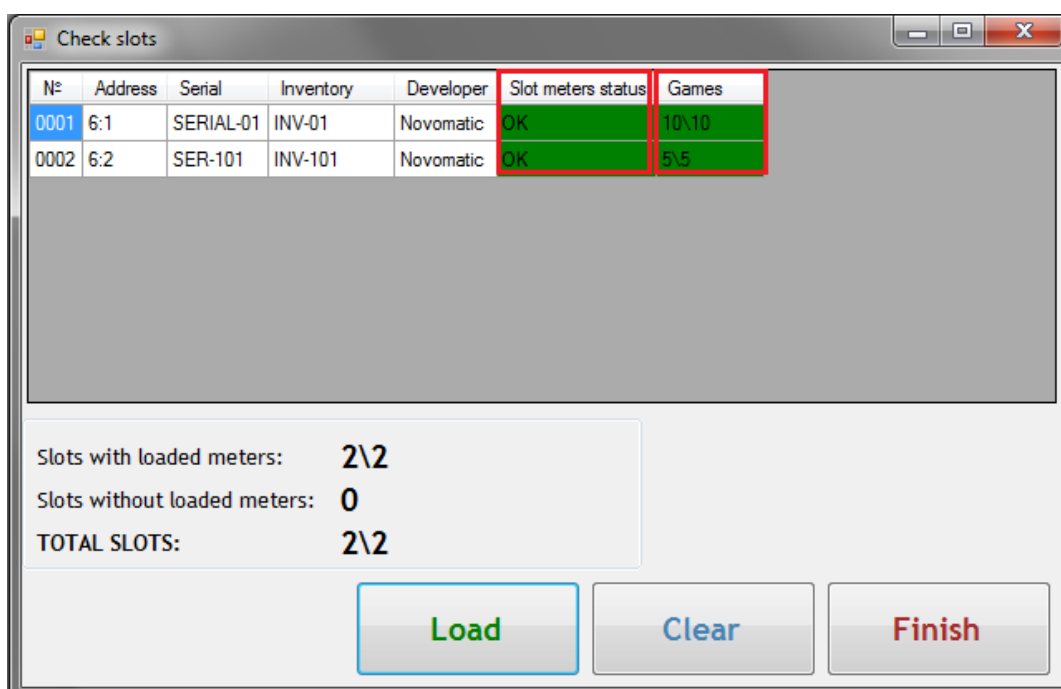 Check slots
Nº Address Serial Inventory Developer Slot meters status Games
0001 6:1 SERIAL-01 INV-01 Novomatic OK 10\10
0002 6:2 SER-101 INV-101 Novomatic OK 5\5
Slots with loaded meters: 2\2
Slots without loaded meters: 0
TOTAL SLOTS: 2\2
Load Clear Finish